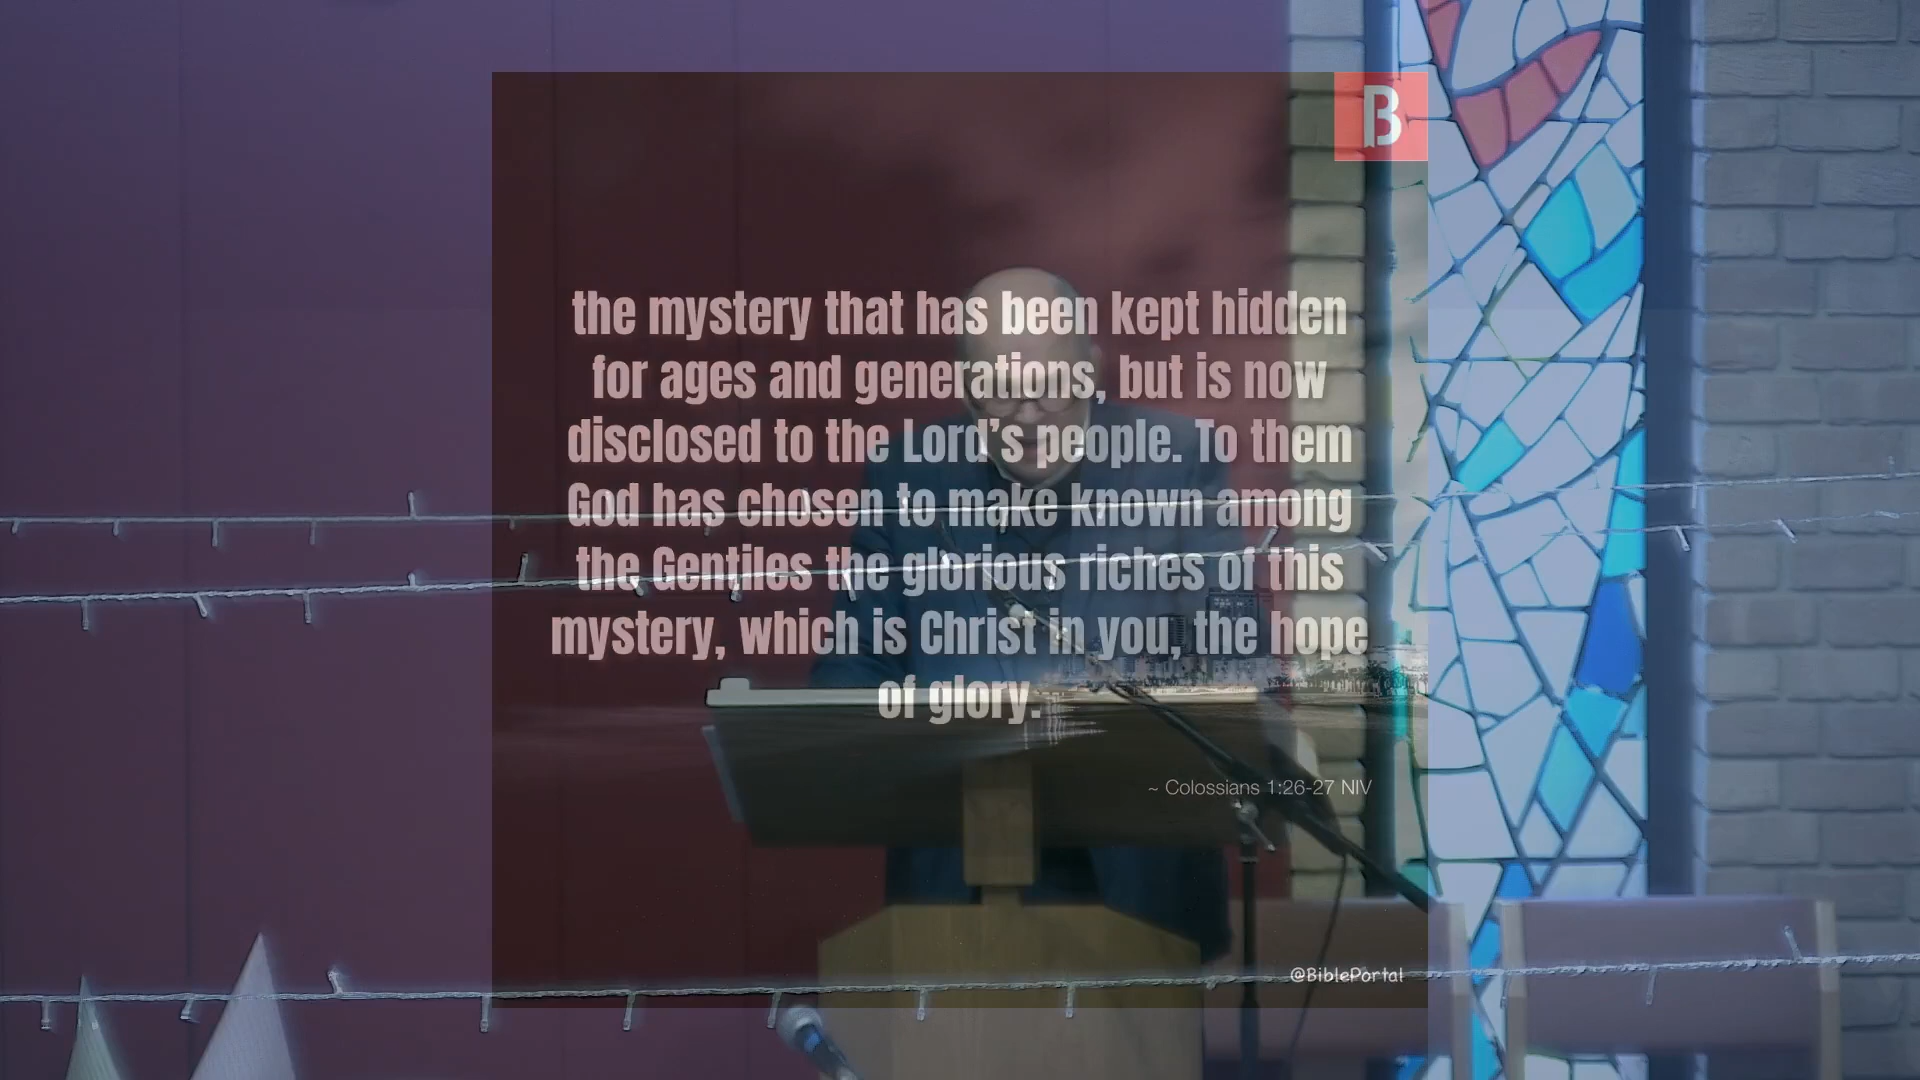 B
the mystery that has been kept hidden
for ages and generations, but is now
disclosed to the Lord’s people. To them
God has chosen to make known among
the Gentiles the glorious riches of this
mystery, which is Christ in you, the hope
of glory.
~ Colossians 1:26-27 NIV
@BiblePortal